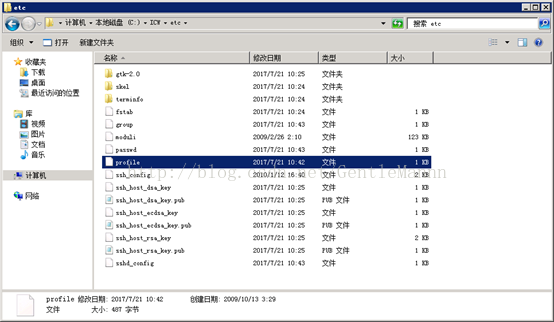 etc
计算机 本地磁盘 (C:) ICW etc
搜索 etc
组织 打开 新建文件夹
名称 修改日期 类型 大小
收藏夹
下载
桌面
最近访问的位置
库
视频
图片
文档
音乐
计算机
网络
gtk-2.0 2017/7/21 10:25 文件夹
skel 2017/7/21 10:24 文件夹
terminfo 2017/7/21 10:24 文件夹
fstab 2017/7/21 10:24 文件 1 KB
group 2017/7/21 10:43 文件 1 KB
moduli 2009/2/26 2:10 文件 123 KB
passwd 2017/7/21 10:43 文件 1 KB
profile 2017/7/21 10:42 文件 1 KB
ssh_config 2010/1/12 16:40 文件 2 KB
ssh_host_dsa_key 2017/7/21 10:25 文件 1 KB
ssh_host_dsa_key.pub 2017/7/21 10:25 PUB 文件 1 KB
ssh_host_ecdsa_key 2017/7/21 10:25 文件 1 KB
ssh_host_ecdsa_key.pub 2017/7/21 10:25 PUB 文件 1 KB
ssh_host_rsa_key 2017/7/21 10:25 文件 2 KB
ssh_host_rsa_key.pub 2017/7/21 10:25 PUB 文件 1 KB
sshd_config 2017/7/21 10:43 文件 1 KB
profile 修改日期: 2017/7/21 10:42 创建日期: 2009/10/13 3:29
文件 大小: 487 字节